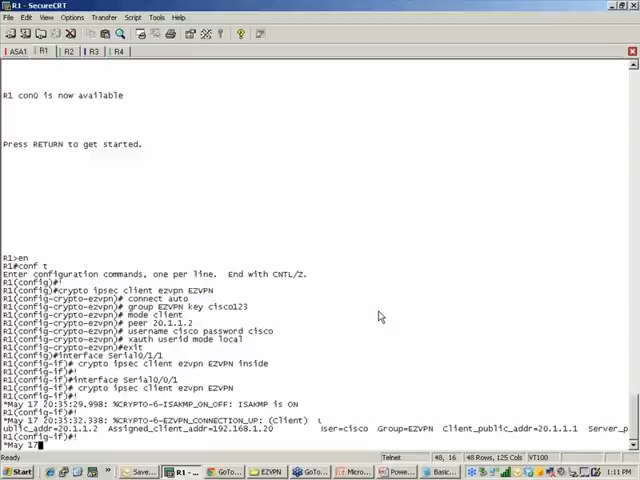 R1 - SecureCRT
File Edit View Options Transfer Script Tools Help
ASA1 R1 R2 R3 R4
R1 con0 is now available
Press RETURN to get started.
R1>en
R1#conf t
Enter configuration commands, one per line. End with CNTL/Z.
R1(config)#!
R1(config)#crypto ipsec client ezvpn EZVPN
R1(config-crypto-ezvpn)# connect auto
R1(config-crypto-ezvpn)# group EZVPN key cisco123
R1(config-crypto-ezvpn)# mode client
R1(config-crypto-ezvpn)# peer 20.1.1.2
R1(config-crypto-ezvpn)# username cisco password cisco
R1(config-crypto-ezvpn)# xauth userid mode local
R1(config-crypto-ezvpn)#exit
R1(config)#interface Serial0/1/1
R1(config-if)# crypto ipsec client ezvpn EZVPN inside
R1(config-if)#!
R1(config-if)#interface Serial0/0/1
R1(config-if)# crypto ipsec client ezvpn EZVPN
R1(config-if)#!
*May 17 20:35:29.998: %CRYPTO-6-ISAKMP_ON_OFF: ISAKMP is ON
R1(config-if)#!
*May 17 20:35:32.338: %CRYPTO-6-EZVPN_CONNECTION_UP: (Client)
User=cisco Group=EZVPN Client_public_addr=20.1.1.1 Server_p
ublic_addr=20.1.1.2 Assigned_client_addr=192.168.1.20
R1(config-if)#!
*May 17
Ready Telnet 48, 16 48 Rows, 125 Cols VT100
Start Save... R1 - ... GoTo... EZVPN GoTo... Micro... Powe... Basic... 1:11 PM